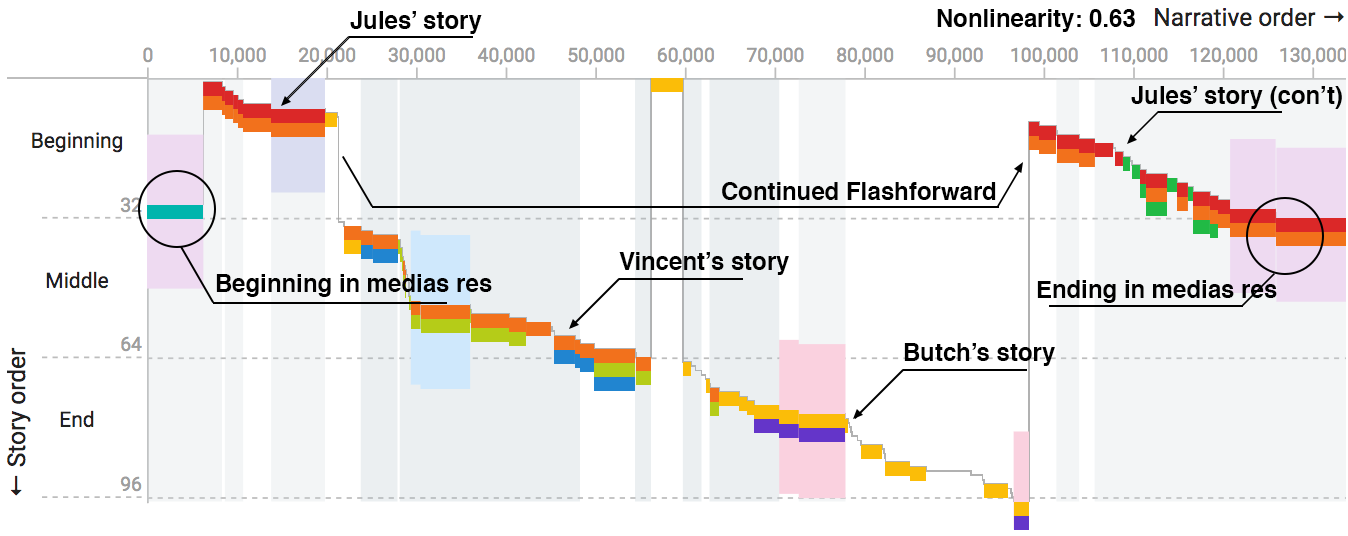 Jules’ story
Nonlinearity: 0.63 Narrative order →
0 10,000 20,000 30,000 40,000 50,000 60,000 70,000 80,000 90,000 100,000 110,000 120,000 130,000
Jules’ story (con’t)
Beginning
Continued Flashforward
32
Vincent’s story
Middle
Beginning in medias res
Ending in medias res
64
Butch’s story
End
96
← Story order